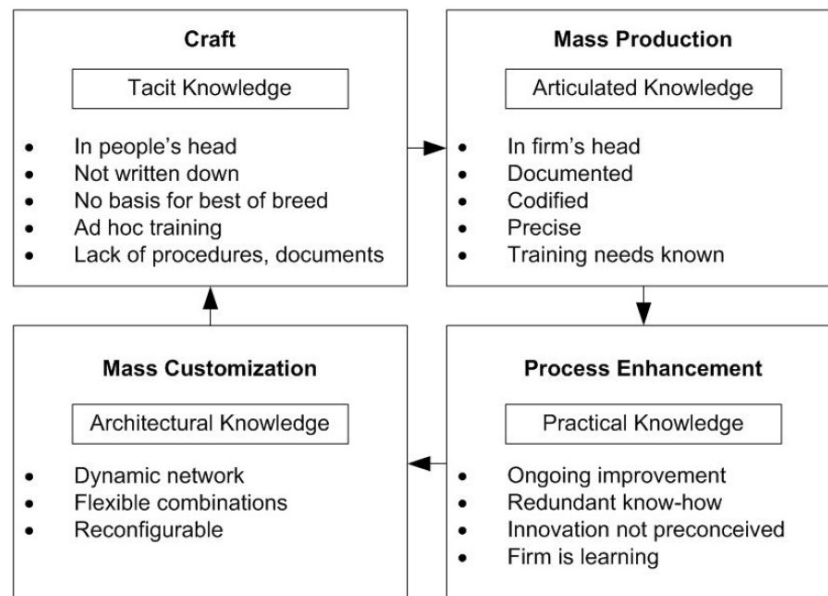 Craft
Tacit Knowledge
• In people's head
• Not written down
• No basis for best of breed
• Ad hoc training
• Lack of procedures, documents
Mass Production
Articulated Knowledge
• In firm's head
• Documented
• Codified
• Precise
• Training needs known
Mass Customization
Architectural Knowledge
• Dynamic network
• Flexible combinations
• Reconfigurable
Process Enhancement
Practical Knowledge
• Ongoing improvement
• Redundant know-how
• Innovation not preconceived
• Firm is learning